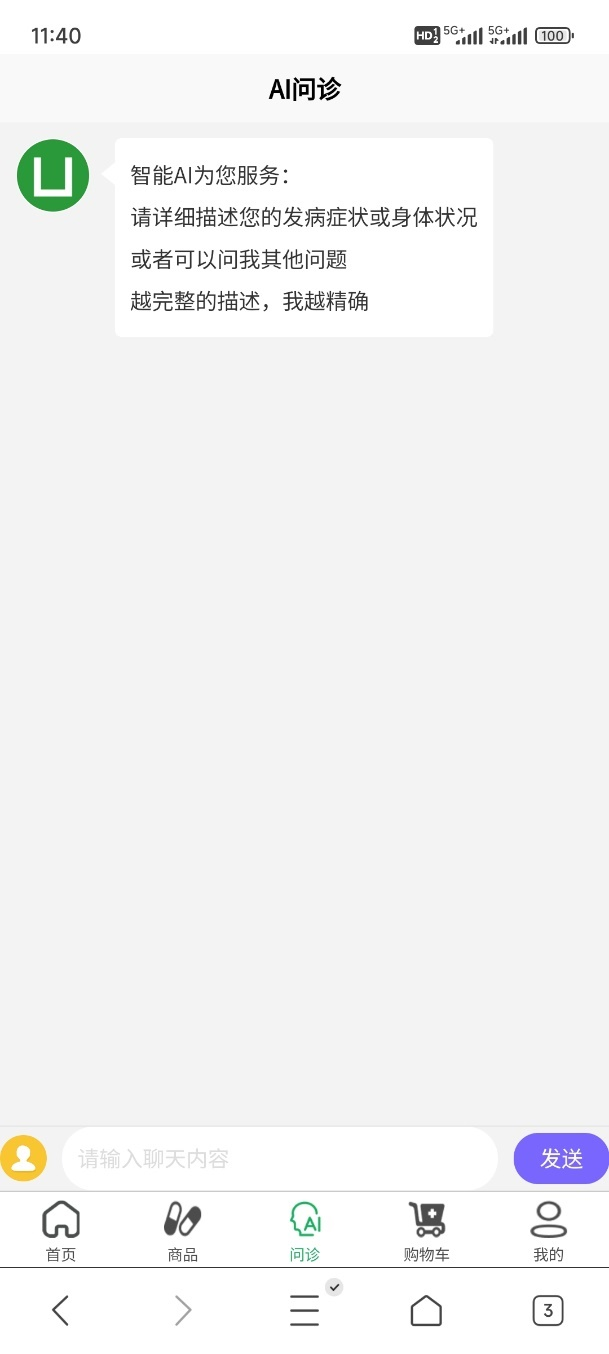 11:40
HD 1 2 5G+ 5G+ 100
AI问诊
智能AI为您服务：
请详细描述您的发病症状或身体状况
或者可以问我其他问题
越完整的描述，我越精确
请输入聊天内容
发送
AI
首页 商品 问诊 购物车 我的
3